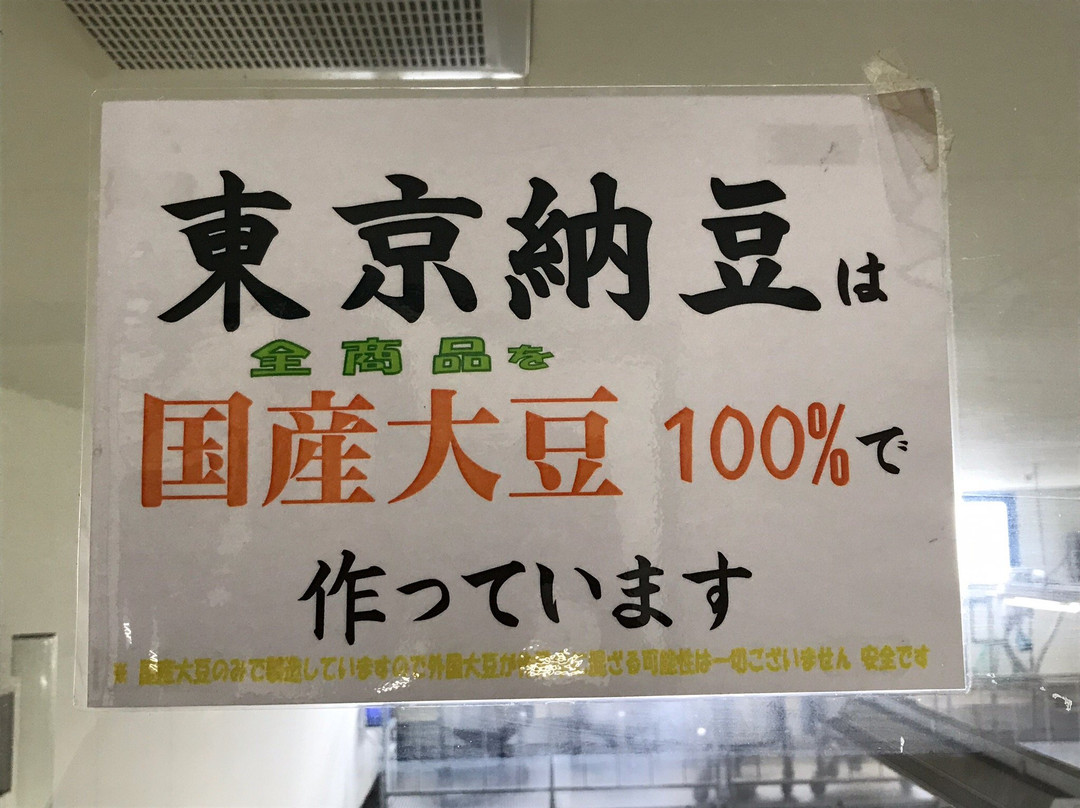 東京納豆は
全商品を
国産大豆100%で
作っています
※ 国産大豆のみで製造していますので外国大豆が 混ざる可能性は一切ございません 安全です